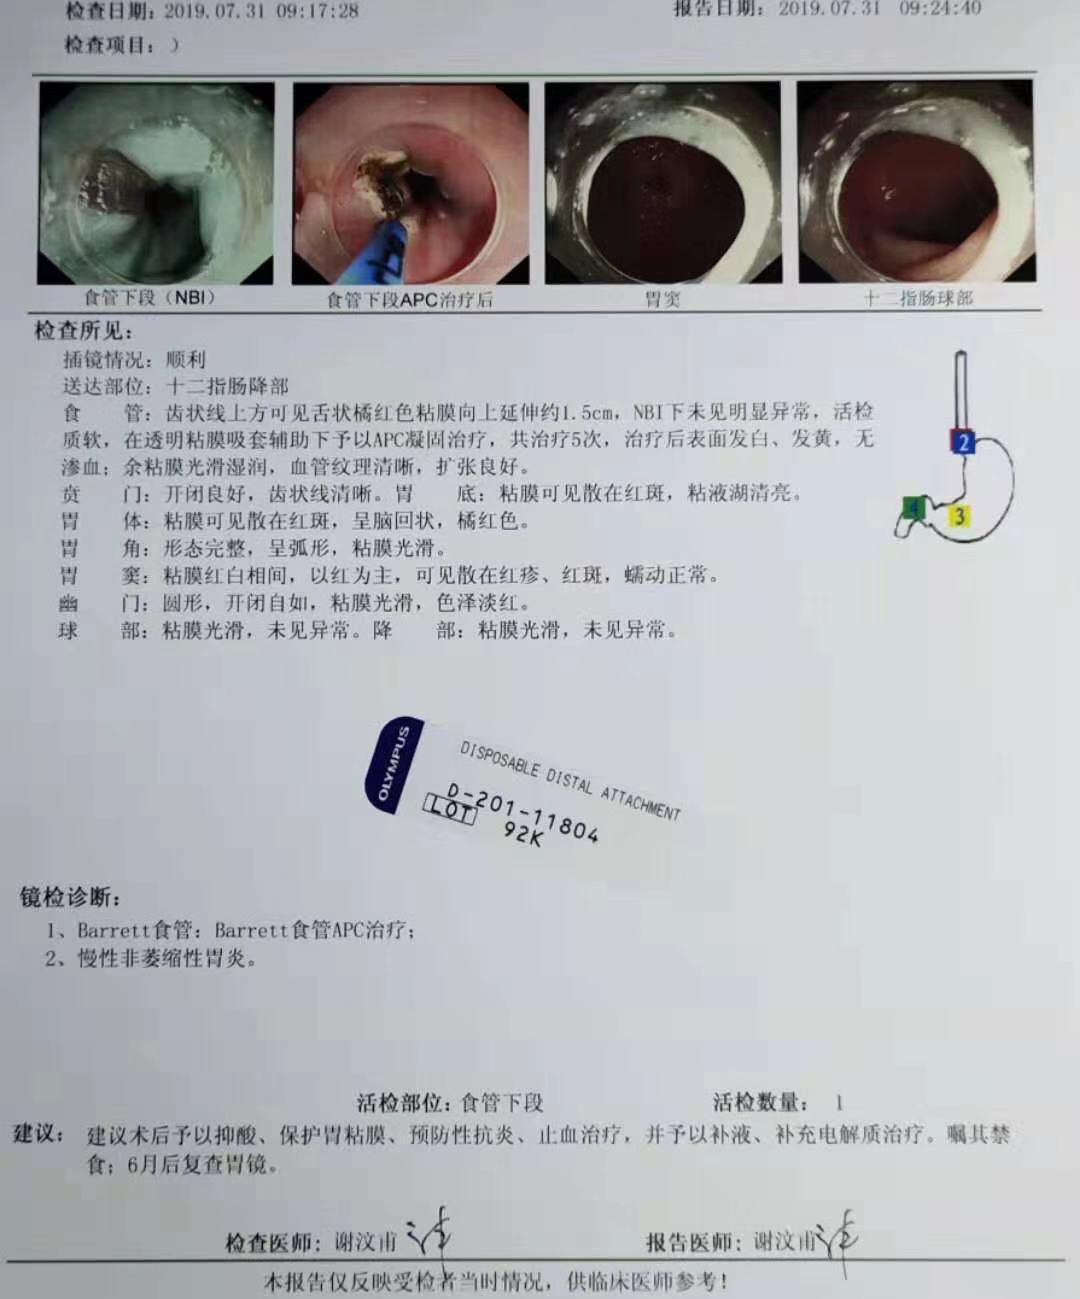 检查日期: 2019.07.31 09:17:28 报告日期: 2019.07.31 09:24:40
检查项目: )
食管下段（NBI） 食管下段APC治疗后 胃窦 十二指肠球部
检查所见:
插镜情况: 顺利
送达部位: 十二指肠降部
食 管: 齿状线上方可见舌状橘红色粘膜向上延伸约1.5cm, NBI下未见明显异常, 活检
质软, 在透明粘膜吸套辅助下予以APC凝固治疗, 共治疗5次, 治疗后表面发白、发黄, 无
渗血; 余粘膜光滑湿润, 血管纹理清晰, 扩张良好。
贲 门: 开闭良好, 齿状线清晰。胃 底: 粘膜可见散在红斑, 粘液湖清亮。
胃 体: 粘膜可见散在红斑, 呈脑回状, 橘红色。
胃 角: 形态完整, 呈弧形, 粘膜光滑。
胃 窦: 粘膜红白相间, 以红为主, 可见散在红疹、红斑, 蠕动正常。
幽 门: 圆形, 开闭自如, 粘膜光滑, 色泽淡红。
球 部: 粘膜光滑, 未见异常。降 部: 粘膜光滑, 未见异常。
2
4
3
OLYMPUS
DISPOSABLE DISTAL ATTACHMENT
D-201-11804
LOT 92K
镜检诊断:
1、Barrett食管: Barrett食管APC治疗;
2、慢性非萎缩性胃炎。
活检部位: 食管下段 活检数量: 1
建议: 建议术后予以抑酸、保护胃粘膜、预防性抗炎、止血治疗, 并予以补液、补充电解质治疗。嘱其禁
食; 6月后复查胃镜。
检查医师: 谢汶甫 报告医师: 谢汶甫
本报告仅反映受检者当时情况, 供临床医师参考!